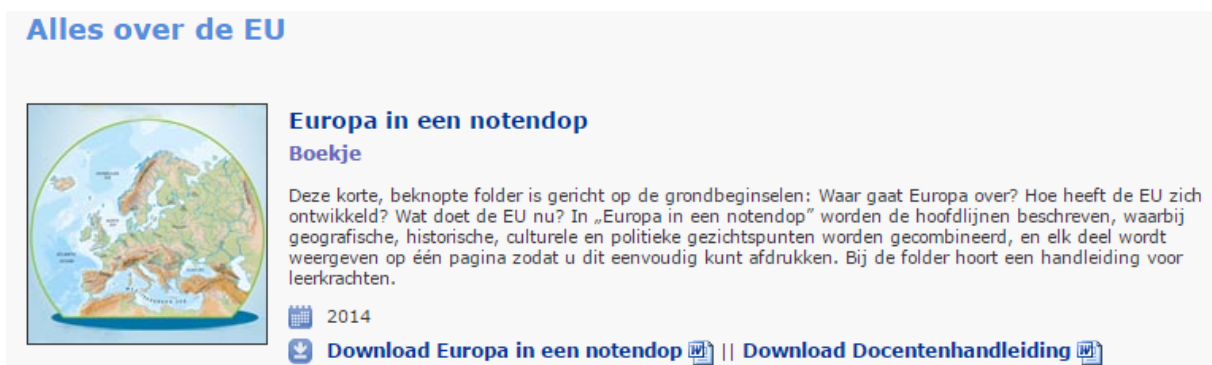 Alles over de EU
Europa in een notendop
Boekje
Deze korte, beknopte folder is gericht op de grondbeginselen: Waar gaat Europa over? Hoe heeft de EU zich
ontwikkeld? Wat doet de EU nu? In „Europa in een notendop” worden de hoofdlijnen beschreven, waarbij
geografische, historische, culturele en politieke gezichtspunten worden gecombineerd, en elk deel wordt
weergeven op één pagina zodat u dit eenvoudig kunt afdrukken. Bij de folder hoort een handleiding voor
leerkrachten.
2014
Download Europa in een notendop || Download Docentenhandleiding